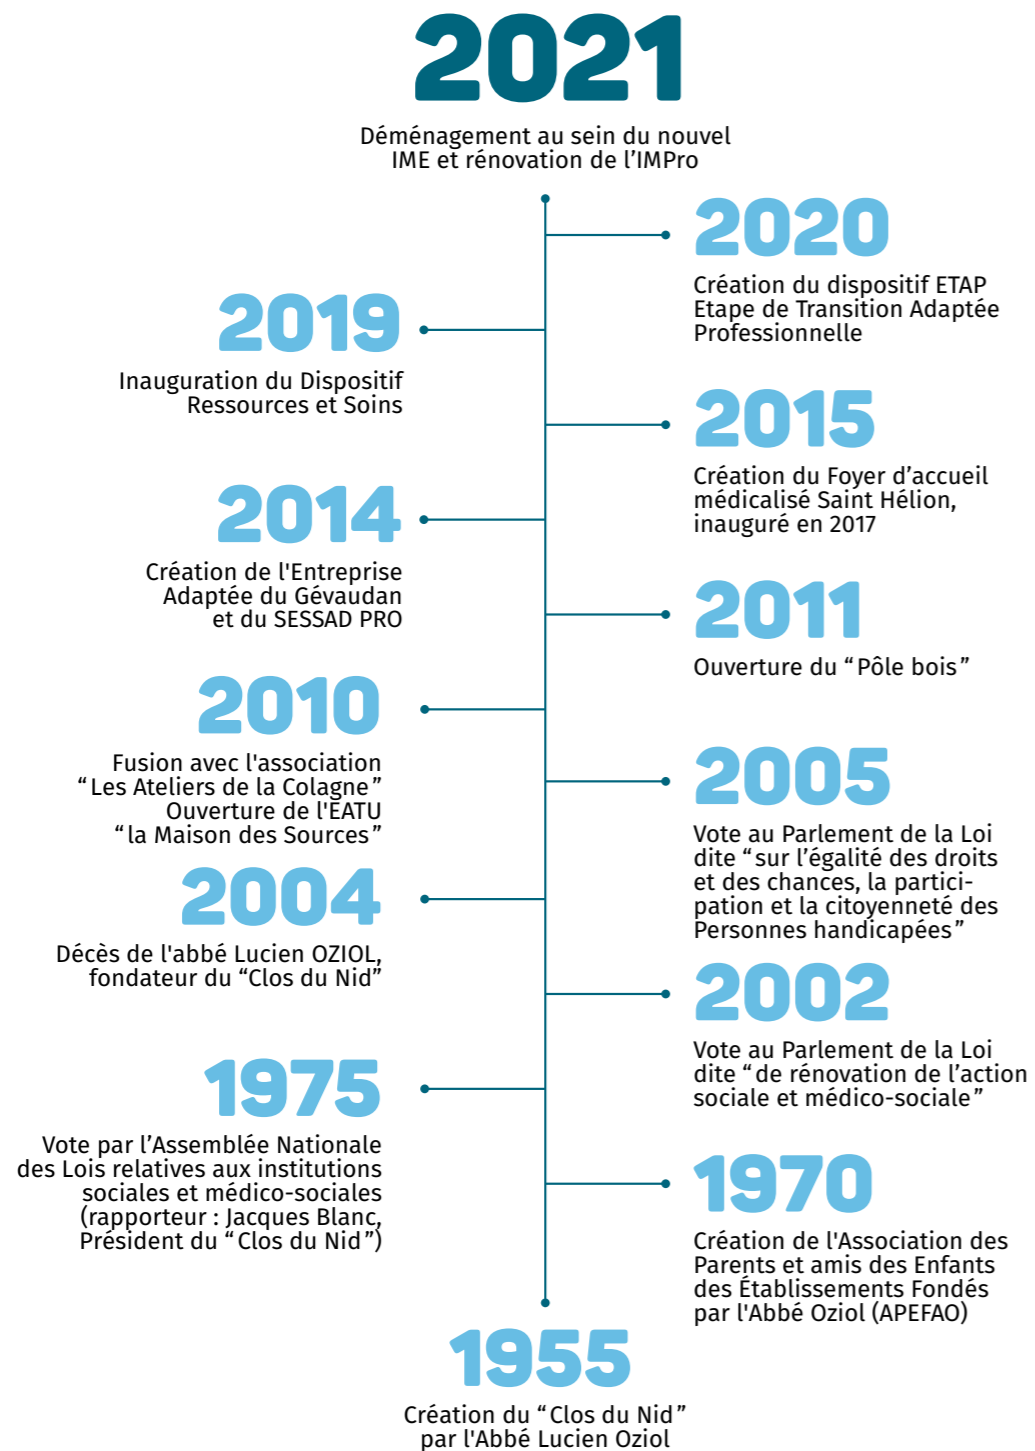 2021
Déménagement au sein du nouvel
IME et rénovation de l’IMPro
2020
Création du dispositif ETAP
Etape de Transition Adaptée
Professionnelle
2019
Inauguration du Dispositif
Ressources et Soins
2015
Création du Foyer d’accueil
médicalisé Saint Hélion,
inauguré en 2017
2014
Création de l'Entreprise
Adaptée du Gévaudan
et du SESSAD PRO
2011
Ouverture du “Pôle bois”
2010
Fusion avec l'association
“Les Ateliers de la Colagne”
Ouverture de l'EATU
“la Maison des Sources”
2005
Vote au Parlement de la Loi
dite “sur l’égalité des droits
et des chances, la partici-
pation et la citoyenneté des
Personnes handicapées”
2004
Décès de l'abbé Lucien OZIOL,
fondateur du “Clos du Nid”
2002
Vote au Parlement de la Loi
dite “de rénovation de l’action
sociale et médico-sociale”
1975
Vote par l’Assemblée Nationale
des Lois relatives aux institutions
sociales et médico-sociales
(rapporteur : Jacques Blanc,
Président du “Clos du Nid”)
1970
Création de l'Association des
Parents et amis des Enfants
des Établissements Fondés
par l'Abbé Oziol (APEFAO)
1955
Création du “Clos du Nid”
par l'Abbé Lucien Oziol